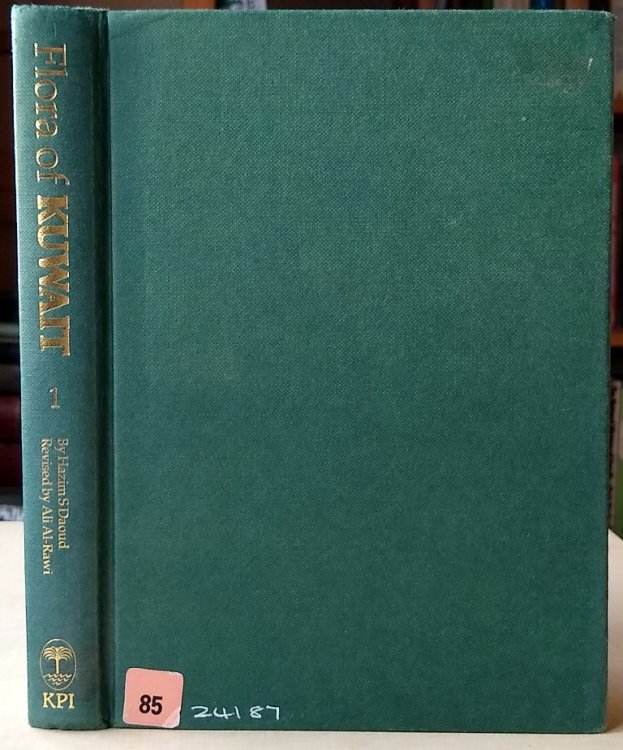 Flora of KUWAIT
1
By Hazim S Daoud
Revised by Ali Al-Rawi
KPI
85
24187